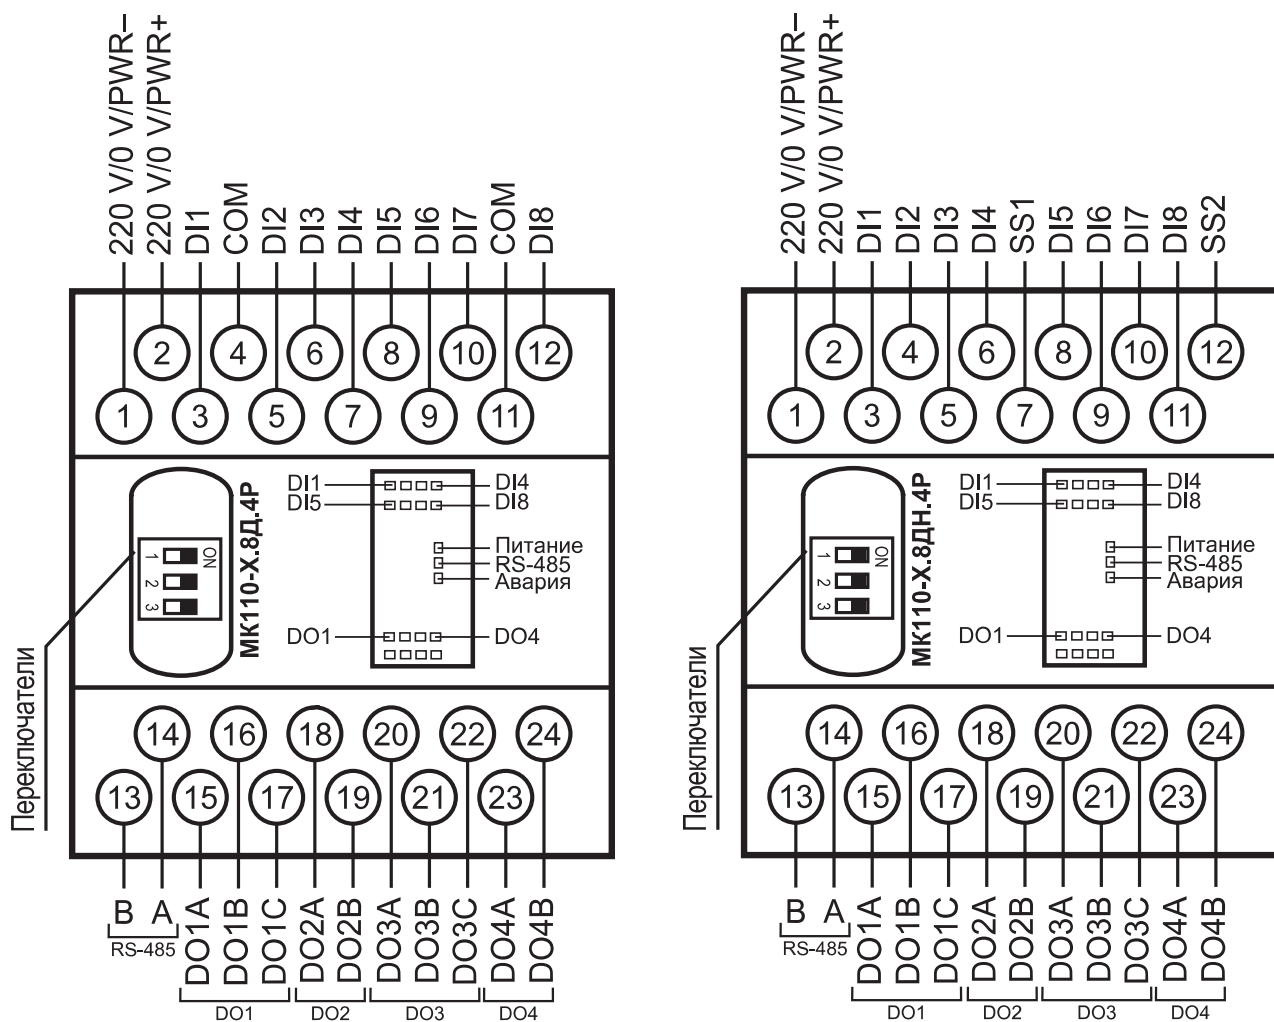 220 V/0 V/PWR–
220 V/0 V/PWR+
DI1
COM
DI2
DI3
DI4
DI5
DI6
DI7
COM
DI8
2
4
6
8
10
12
1
3
5
7
9
11
МК110-Х.8Д.4Р
ON
1
2
3
DI1
DI4
DI5
DI8
Питание
RS-485
Авария
DO1
DO4
Переключатели
14
16
18
20
22
24
13
15
17
19
21
23
B
A
DO1A
DO1B
DO1C
DO2A
DO2B
DO3A
DO3B
DO3C
DO4A
DO4B
RS-485
DO1
DO2
DO3
DO4
220 V/0 V/PWR–
220 V/0 V/PWR+
DI1
DI2
DI3
DI4
SS1
DI5
DI6
DI7
DI8
SS2
2
4
6
8
10
12
1
3
5
7
9
11
МК110-Х.8ДН.4Р
ON
1
2
3
DI1
DI4
DI5
DI8
Питание
RS-485
Авария
DO1
DO4
Переключатели
14
16
18
20
22
24
13
15
17
19
21
23
B
A
DO1A
DO1B
DO1C
DO2A
DO2B
DO3A
DO3B
DO3C
DO4A
DO4B
RS-485
DO1
DO2
DO3
DO4